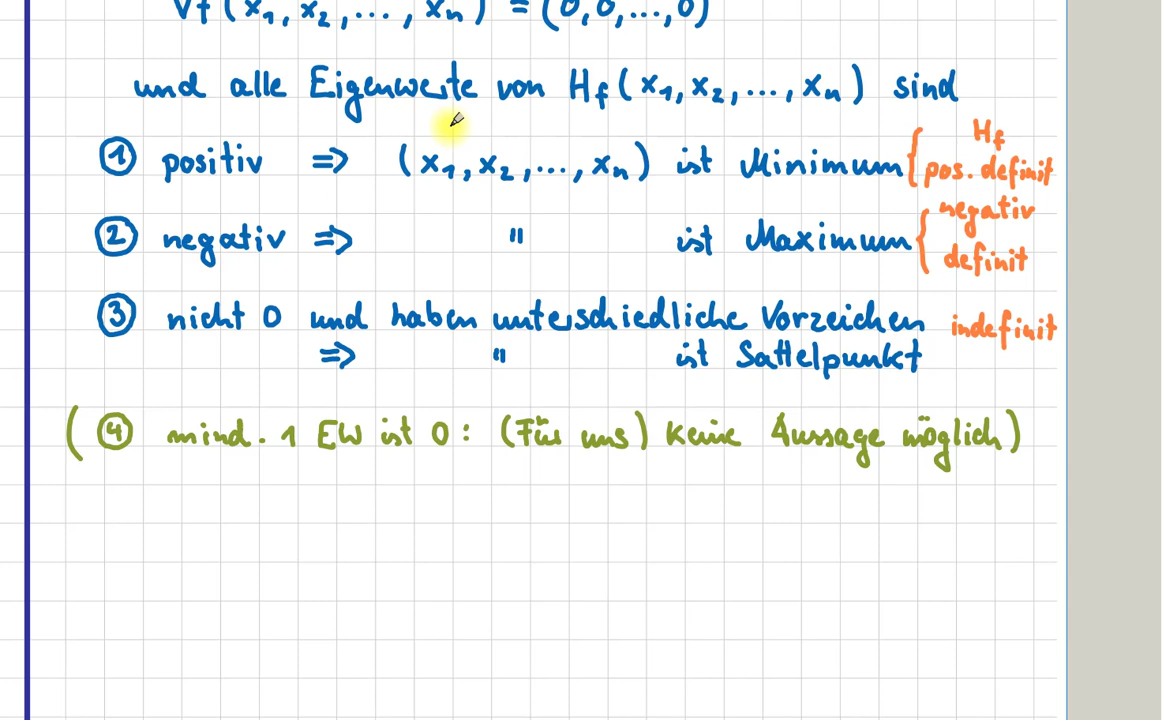 ∇f(x₁, x₂, ..., xₙ) = (0, 0, ..., 0)
und alle Eigenwerte von H_f(x₁, x₂, ..., xₙ) sind
① positiv => (x₁, x₂, ..., xₙ) ist Minimum { H_f pos. definit
② negativ => " ist Maximum { negativ definit
③ nicht 0 und haben unterschiedliche Vorzeichen indefinit
=> " ist Sattelpunkt
(④ mind. 1 EW ist 0: (Für uns) keine Aussage möglich)